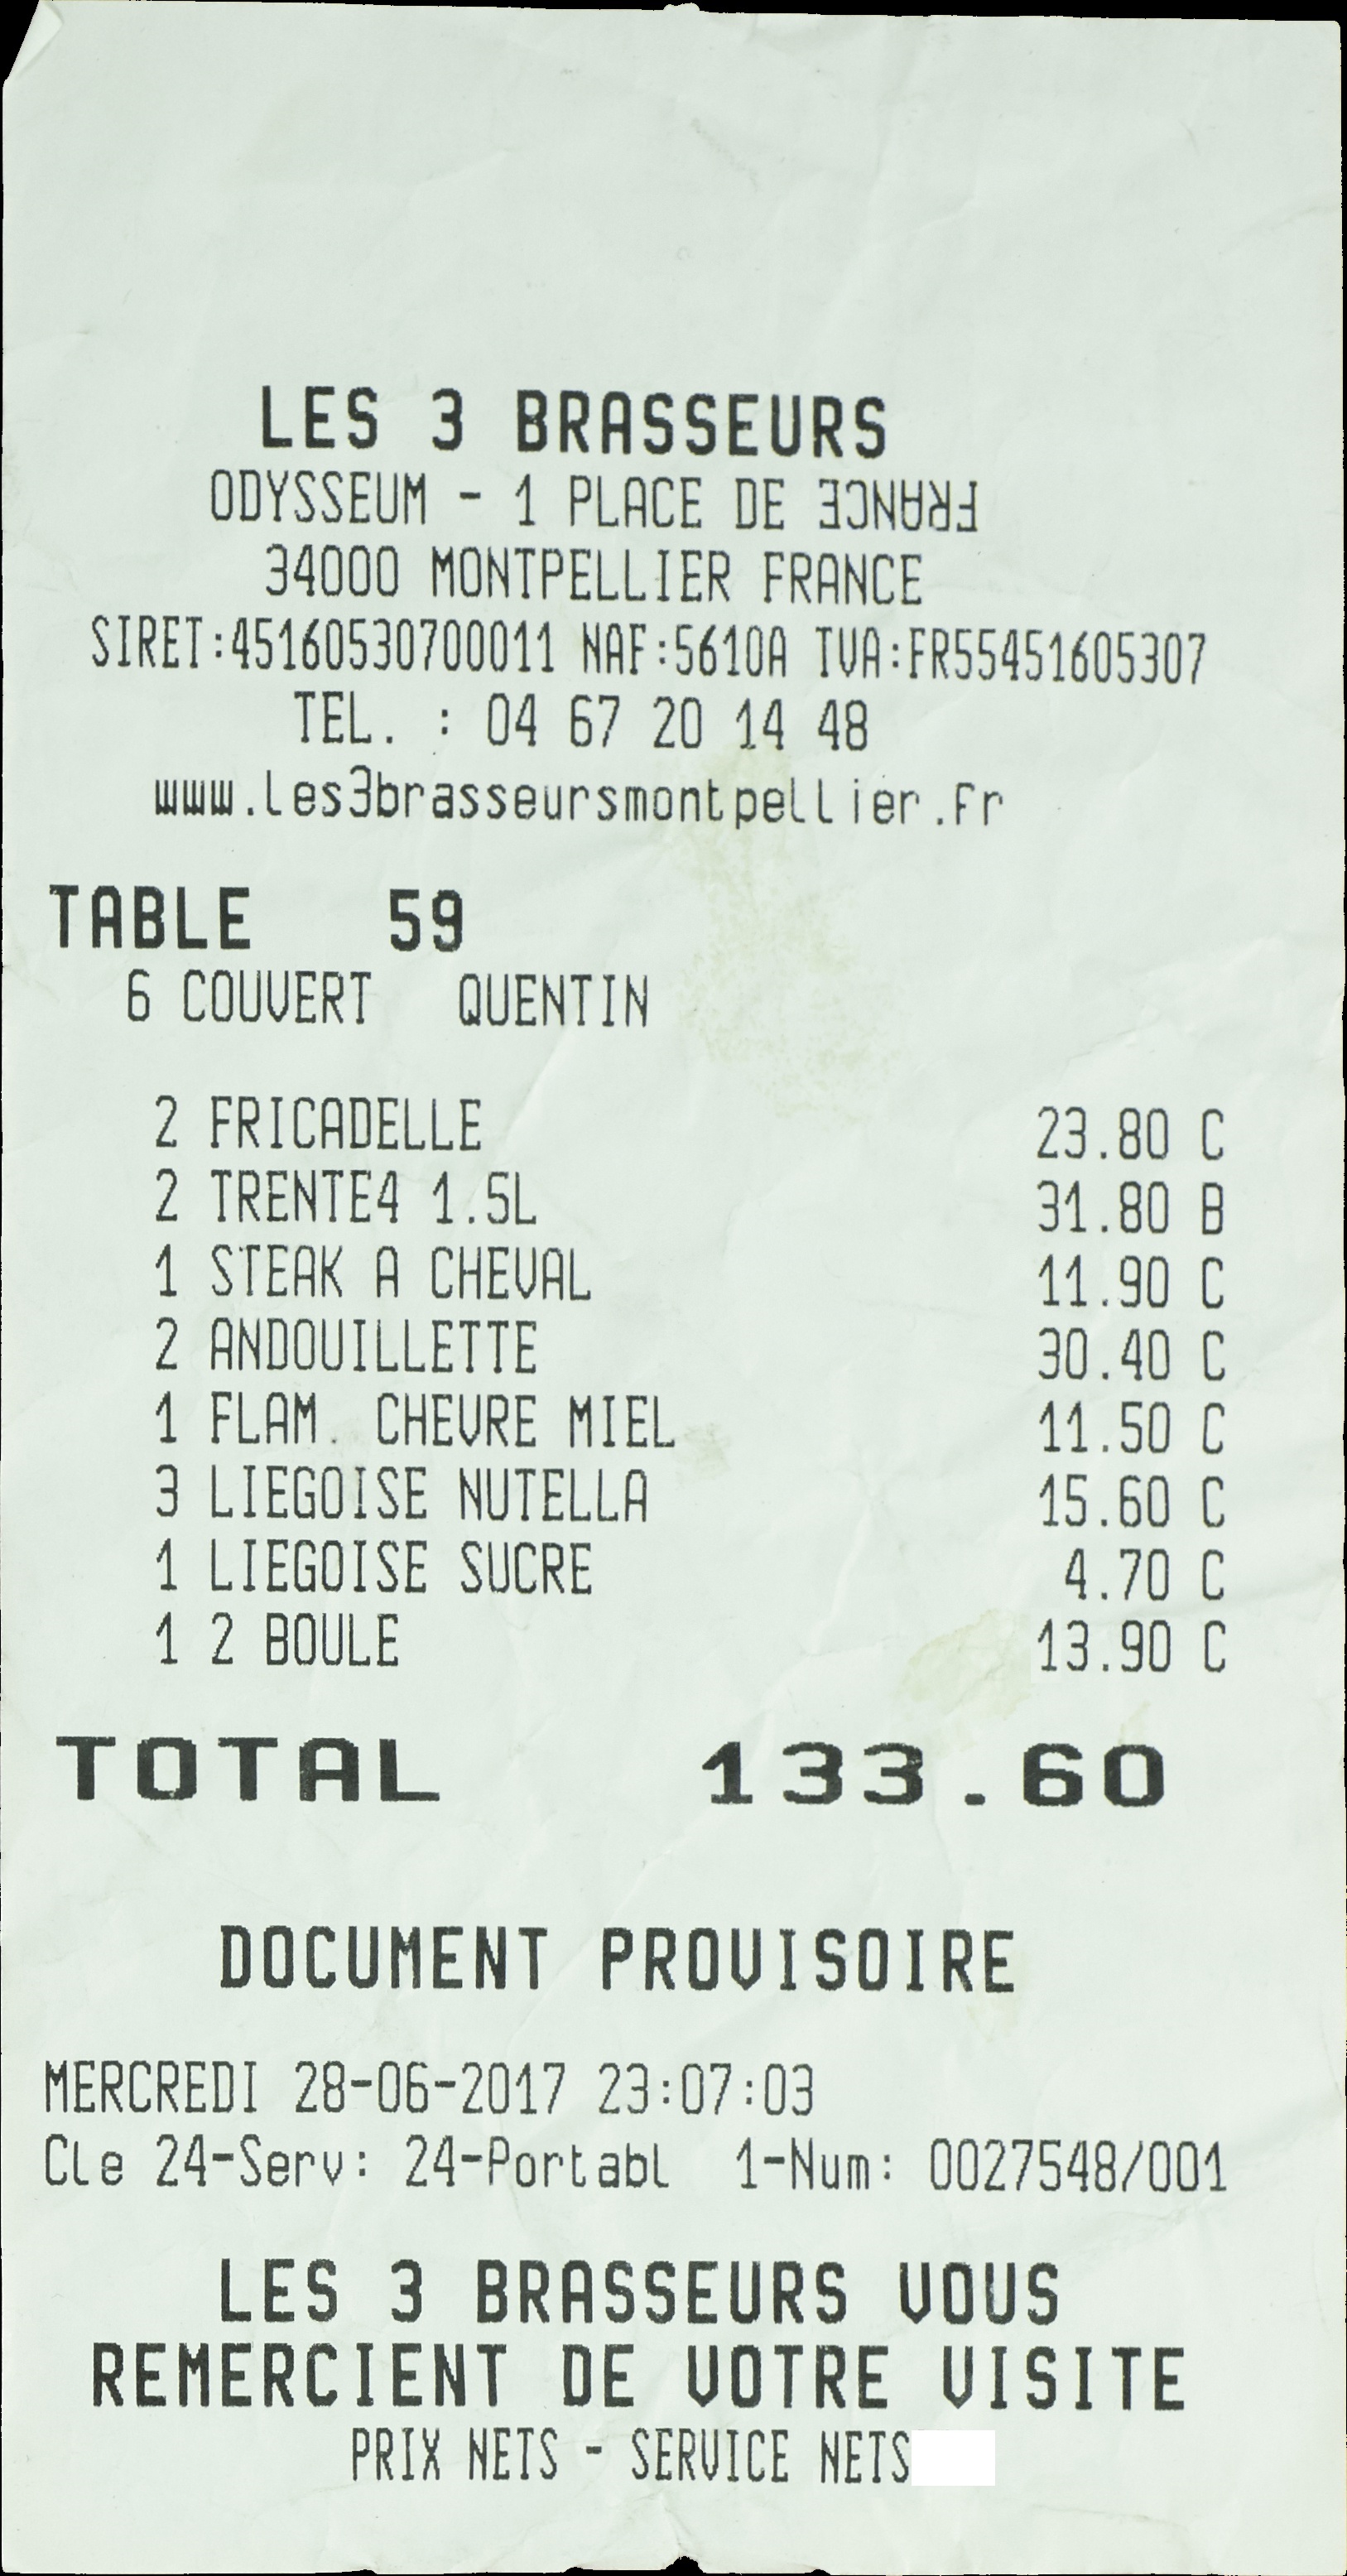 LES 3 BRASSEURS
ODYSSEUM - 1 PLACE DE FRANCE
34000 MONTPELLIER FRANCE
SIRET:45160530700011 NAF:5610A TVA:FR55451605307
TEL. : 04 67 20 14 48
www.les3brasseursmontpellier.fr
TABLE 59
6 COUVERT QUENTIN
2 FRICADELLE 23.80 C
2 TRENTE4 1.5L 31.80 B
1 STEAK A CHEVAL 11.90 C
2 ANDOUILLETTE 30.40 C
1 FLAM. CHEVRE MIEL 11.50 C
3 LIEGOISE NUTELLA 15.60 C
1 LIEGOISE SUCRE 4.70 C
1 2 BOULE 13.90 C
TOTAL 133.60
DOCUMENT PROVISOIRE
MERCREDI 28-06-2017 23:07:03
Cle 24-Serv: 24-Portabl 1-Num: 0027548/001
LES 3 BRASSEURS VOUS
REMERCIENT DE VOTRE VISITE
PRIX NETS - SERVICE NETS